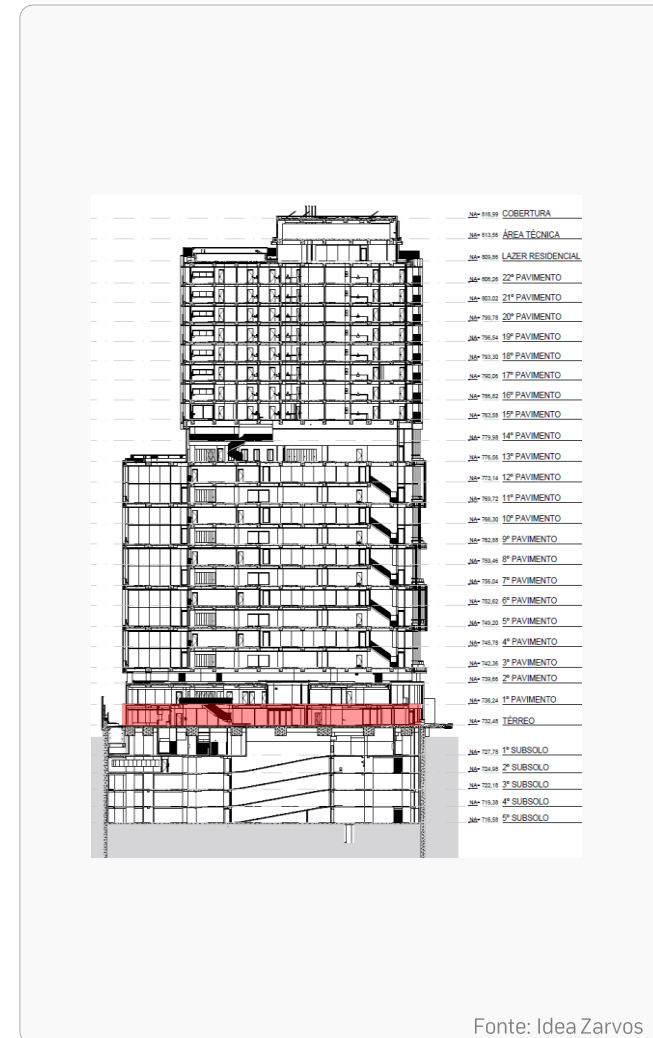 NA= 816,99 COBERTURA
NA= 813,56 ÁREA TÉCNICA
NA= 809,86 LAZER RESIDENCIAL
NA= 806,26 22º PAVIMENTO
NA= 803,02 21º PAVIMENTO
NA= 799,78 20º PAVIMENTO
NA= 796,54 19º PAVIMENTO
NA= 793,30 18º PAVIMENTO
NA= 790,06 17º PAVIMENTO
NA= 786,82 16º PAVIMENTO
NA= 783,58 15º PAVIMENTO
NA= 779,98 14º PAVIMENTO
NA= 776,56 13º PAVIMENTO
NA= 773,14 12º PAVIMENTO
NA= 769,72 11º PAVIMENTO
NA= 766,30 10º PAVIMENTO
NA= 762,88 9º PAVIMENTO
NA= 759,46 8º PAVIMENTO
NA= 756,04 7º PAVIMENTO
NA= 752,62 6º PAVIMENTO
NA= 749,20 5º PAVIMENTO
NA= 745,78 4º PAVIMENTO
NA= 742,36 3º PAVIMENTO
NA= 739,66 2º PAVIMENTO
NA= 735,24 1º PAVIMENTO
NA= 732,48 TÉRREO
NA= 727,78 1º SUBSOLO
NA= 724,98 2º SUBSOLO
NA= 722,18 3º SUBSOLO
NA= 719,38 4º SUBSOLO
NA= 716,58 5º SUBSOLO
Fonte: Idea Zarvos